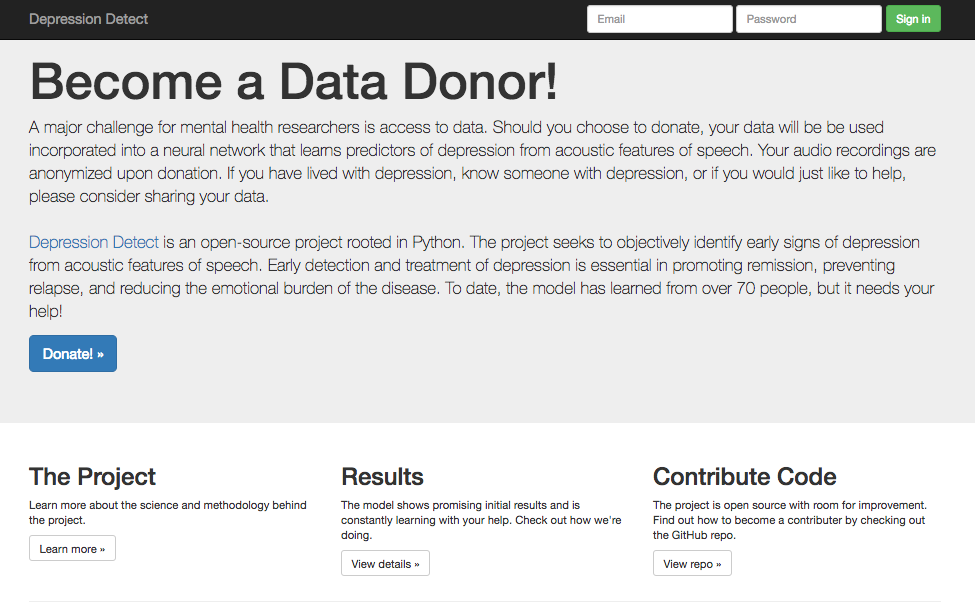 Depression Detect
Email
Password
Sign in
Become a Data Donor!
A major challenge for mental health researchers is access to data. Should you choose to donate, your data will be be used
incorporated into a neural network that learns predictors of depression from acoustic features of speech. Your audio recordings are
anonymized upon donation. If you have lived with depression, know someone with depression, or if you would just like to help,
please consider sharing your data.
Depression Detect is an open-source project rooted in Python. The project seeks to objectively identify early signs of depression
from acoustic features of speech. Early detection and treatment of depression is essential in promoting remission, preventing
relapse, and reducing the emotional burden of the disease. To date, the model has learned from over 70 people, but it needs your
help!
Donate! »
The Project
Learn more about the science and methodology behind
the project.
Learn more »
Results
The model shows promising initial results and is
constantly learning with your help. Check out how we're
doing.
View details »
Contribute Code
The project is open source with room for improvement.
Find out how to become a contributer by checking out
the GitHub repo.
View repo »